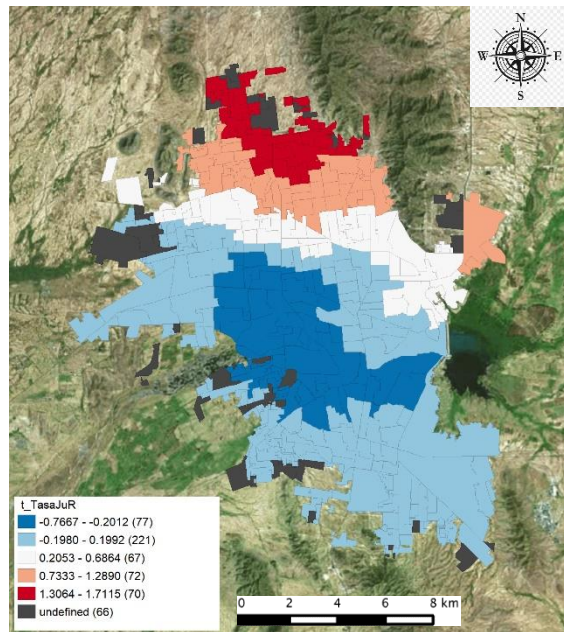 N
W E
S
t_TasaJuR
-0.7667 - -0.2012 (77)
-0.1980 - 0.1992 (221)
0.2053 - 0.6864 (67)
0.7333 - 1.2890 (72)
1.3064 - 1.7115 (70)
undefined (66)
0 2 4 6 8 km